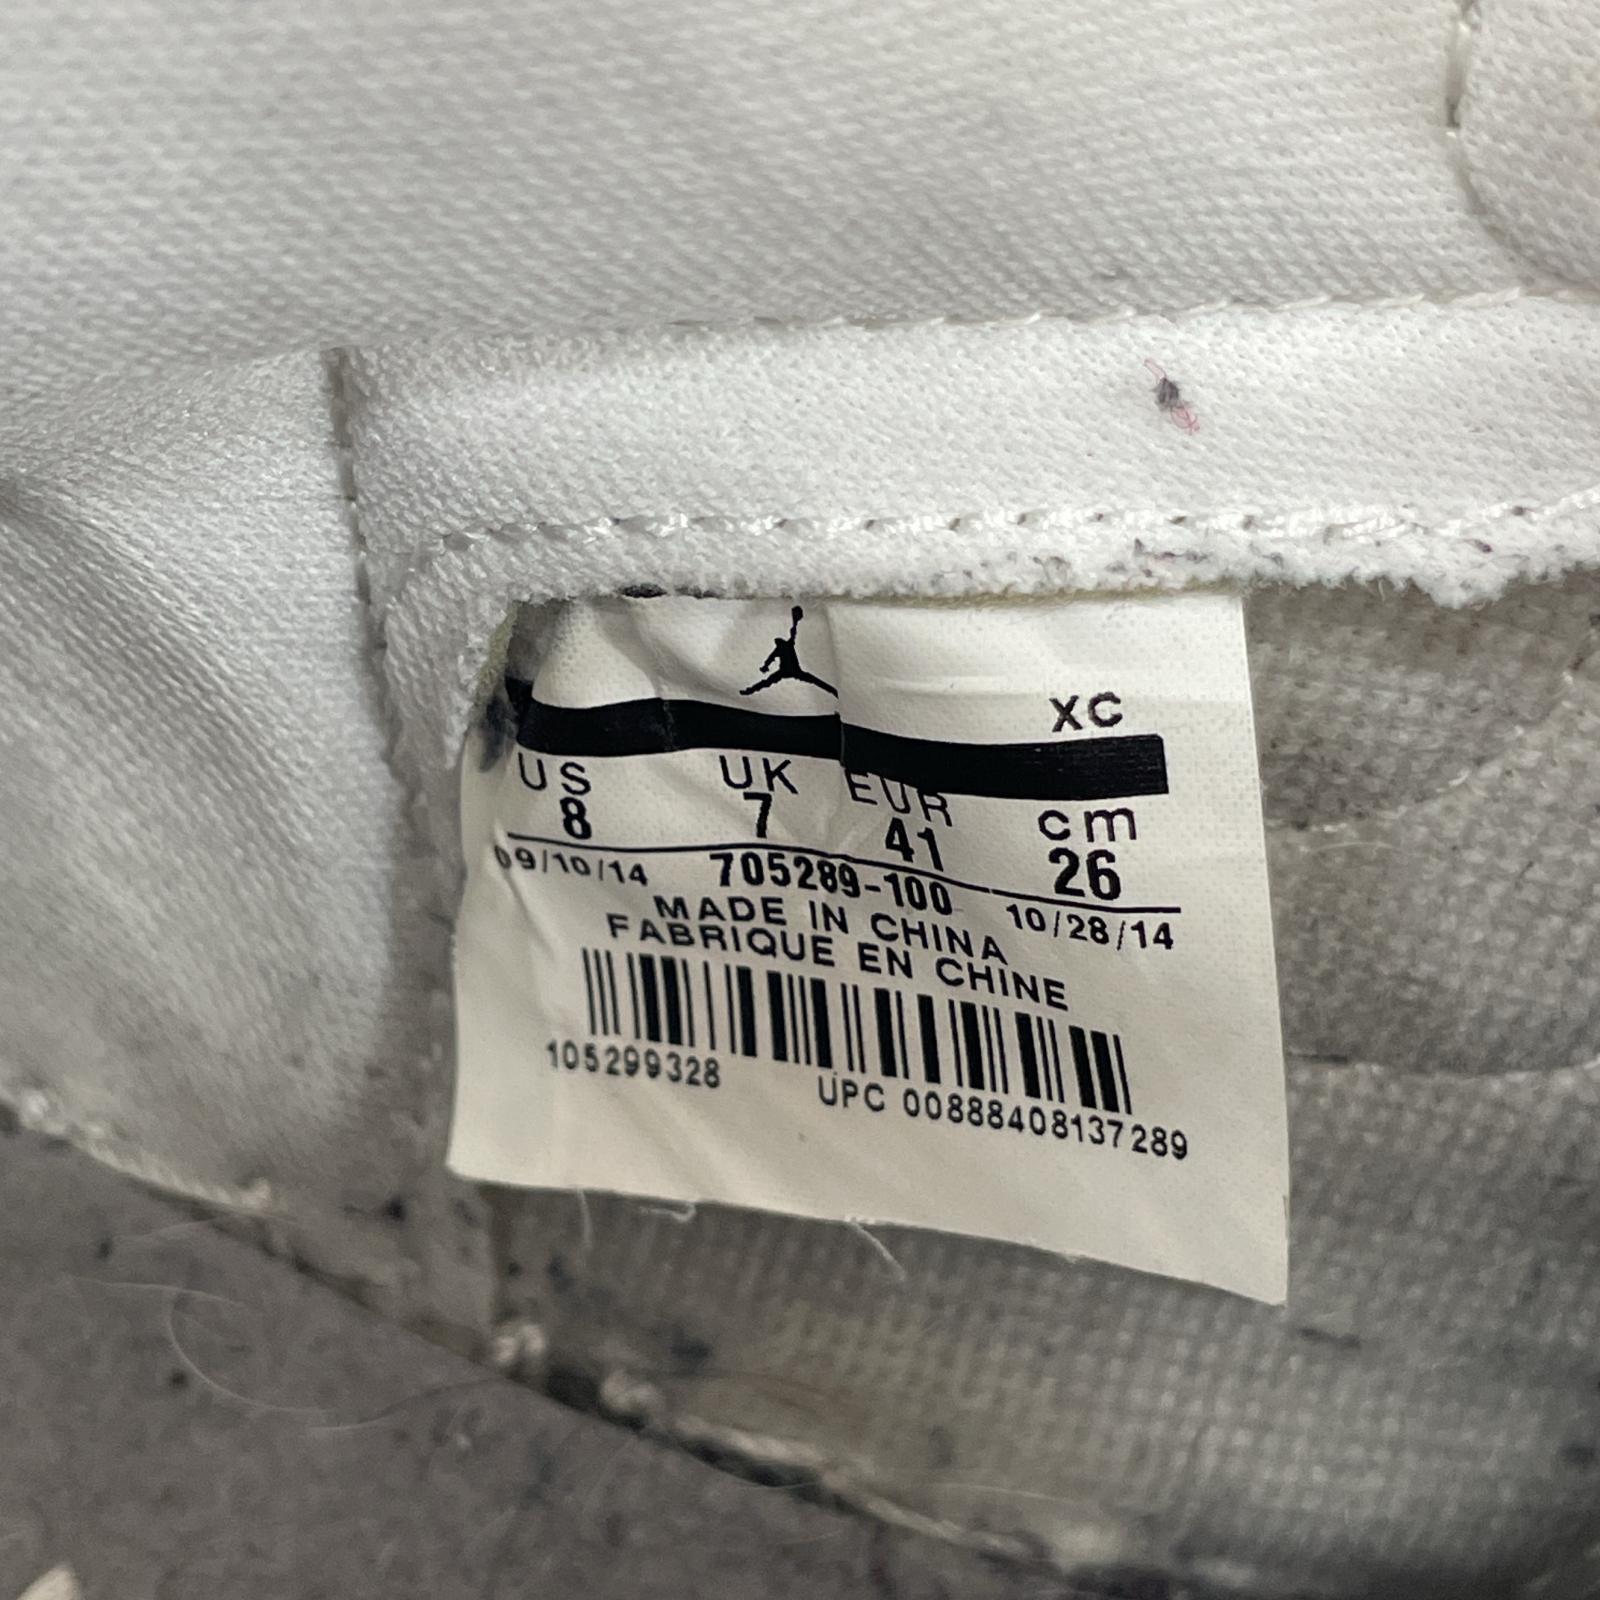 XC
US UK EUR cm
8 7 41 26
09/10/14 705289-100 10/28/14
MADE IN CHINA
FABRIQUE EN CHINE
105299328 UPC 00888408137289